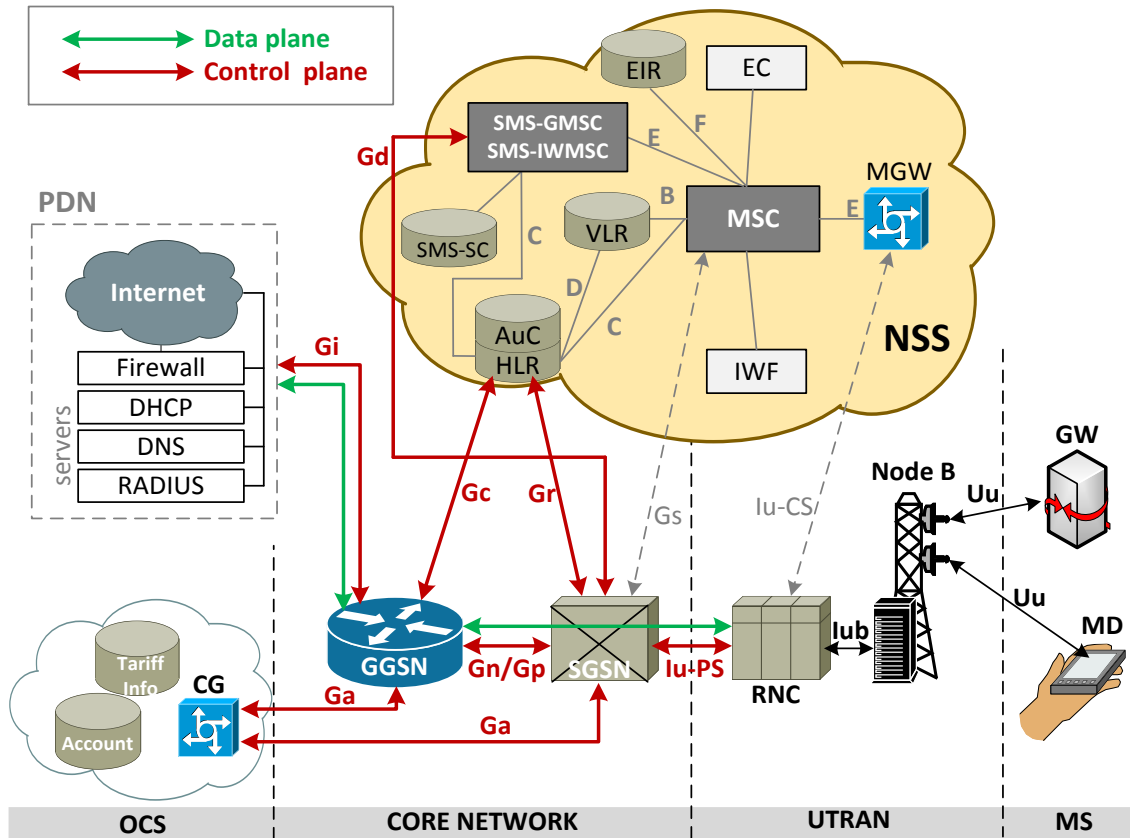 Data plane
Control plane
EIR
EC
SMS-GMSC
SMS-IWMSC
F
E
Gd
MGW
PDN
B
MSC
E
VLR
SMS-SC
C
Internet
D
C
AuC
HLR
NSS
Gi
Firewall
IWF
DHCP
servers
DNS
RADIUS
GW
Node B
Uu
Gc
Gr
Gs
Iu-CS
Uu
MD
Iub
Tariff
Info
GGSN
Gn/Gp
SGSN
Iu-PS
RNC
CG
Ga
Account
Ga
OCS
CORE NETWORK
UTRAN
MS